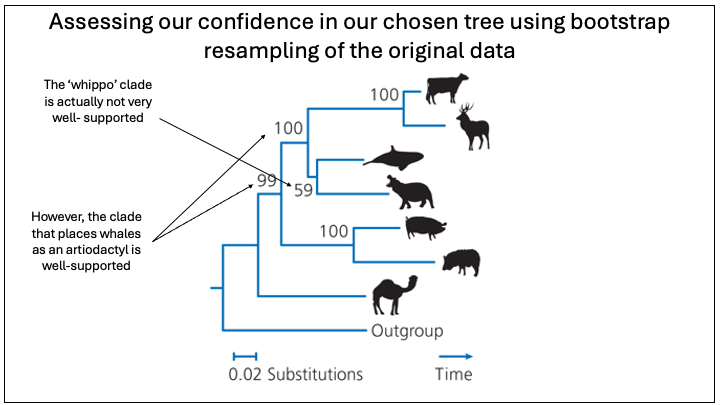 Assessing our confidence in our chosen tree using bootstrap
resampling of the original data
The ‘whippo’ clade
is actually not very
well- supported
100
100
99
59
However, the clade
that places whales
as an artiodactyl is
well-supported
100
Outgroup
0.02 Substitutions
Time